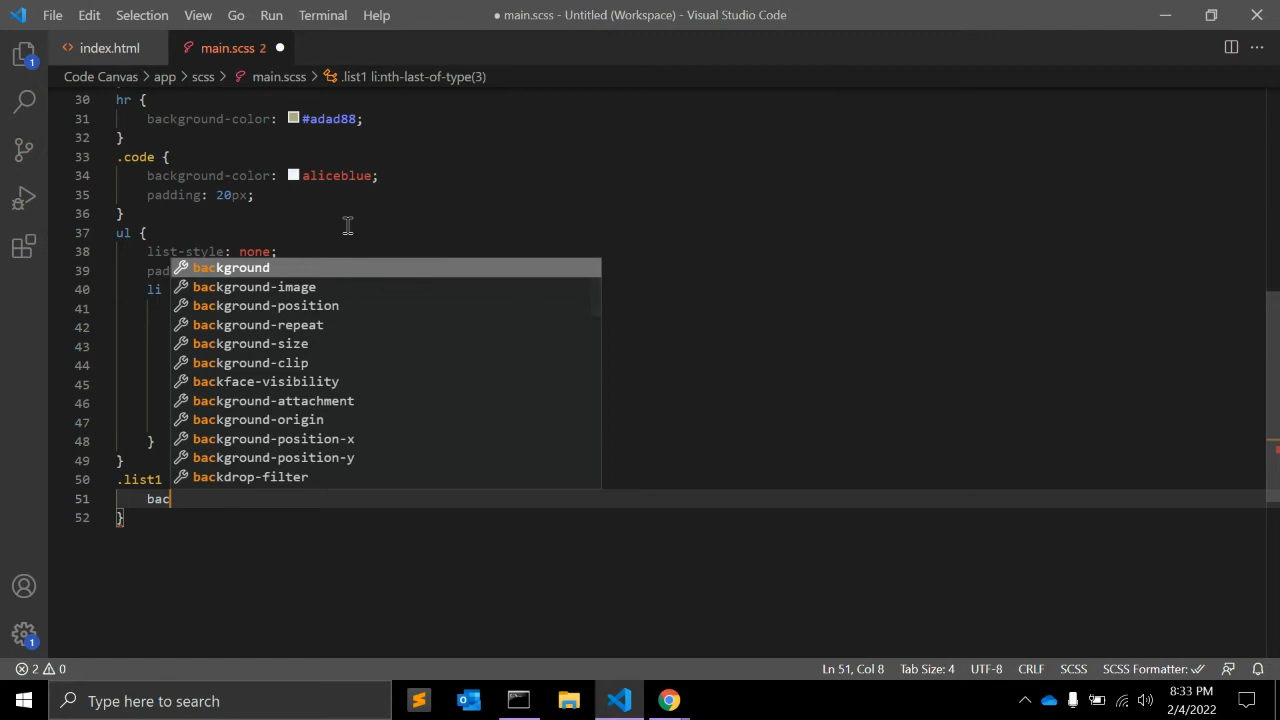 File Edit Selection View Go Run Terminal Help
● main.scss - Untitled (Workspace) - Visual Studio Code
<> index.html
main.scss 2 ●
Code Canvas > app > scss > main.scss > .list1 li:nth-last-of-type(3)
30 hr {
31 background-color: #adad88;
32 }
33 .code {
34 background-color: aliceblue;
35 padding: 20px;
36 }
37 ul {
38 list-style: none;
39 pad
40 li
41
42
43
44
45
46
47
48 }
49 }
50 .list1
51 bac
52 }
background
background-image
background-position
background-repeat
background-size
background-clip
backface-visibility
background-attachment
background-origin
background-position-x
background-position-y
backdrop-filter
1
1
2 0
Ln 51, Col 8 Tab Size: 4 UTF-8 CRLF SCSS SCSS Formatter:
Type here to search
8:33 PM
2/4/2022